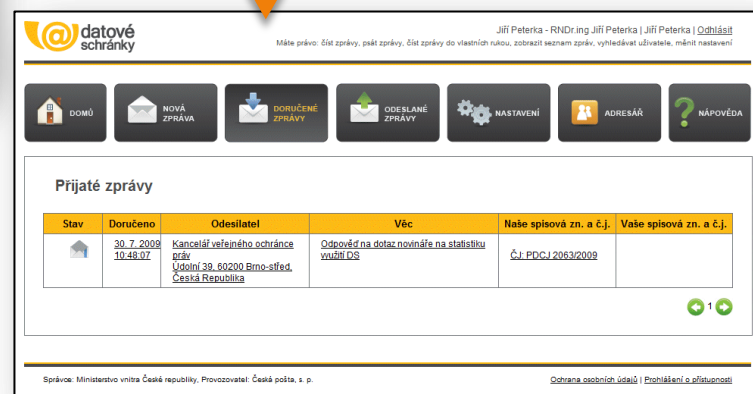 datové
schránky
Jiří Peterka - RNDr.ing Jiří Peterka | Jiří Peterka | Odhlásit
Máte právo: číst zprávy, psát zprávy, číst zprávy do vlastních rukou, zobrazit seznam zpráv, vyhledávat uživatele, měnit nastavení
DOMŮ
NOVÁ
ZPRÁVA
DORUČENÉ
ZPRÁVY
ODESLANÉ
ZPRÁVY
NASTAVENÍ
ADRESÁŘ
NÁPOVĚDA
Přijaté zprávy
Stav Doručeno Odesílatel Věc Naše spisová zn. a č.j. Vaše spisová zn. a č.j.
30. 7. 2009 Kancelář veřejného ochránce Odpověď na dotaz novináře na statistiku
10:48:07 práv využití DS ČJ: PDCJ 2063/2009
Údolní 39, 60200 Brno-střed,
Česká Republika
1
Správce: Ministerstvo vnitra České republiky, Provozovatel: Česká pošta, s. p. Ochrana osobních údajů | Prohlášení o přístupnosti